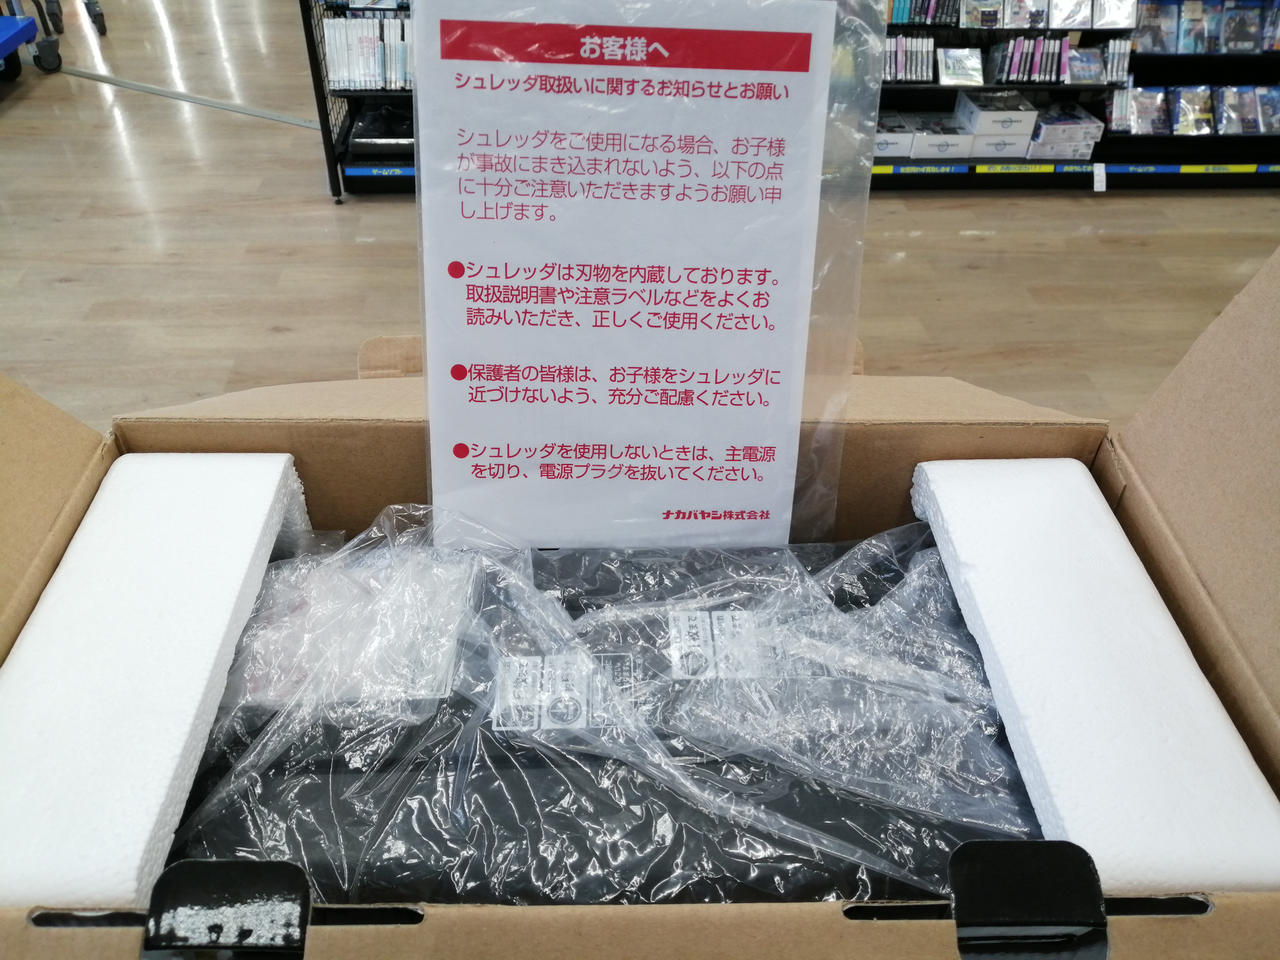 お客様へ
シュレッダ取扱いに関するお知らせとお願い
シュレッダをご使用になる場合、お子様
が事故にまき込まれないよう、以下の点
に十分ご注意いただきますようお願い申
し上げます。
●シュレッダは刃物を内蔵しております。
取扱説明書や注意ラベルなどをよくお
読みいただき、正しくご使用ください。
●保護者の皆様は、お子様をシュレッダに
近づけないよう、充分ご配慮ください。
●シュレッダを使用しないときは、主電源
を切り、電源プラグを抜いてください。
ナカバヤシ株式会社
ゲームソフト